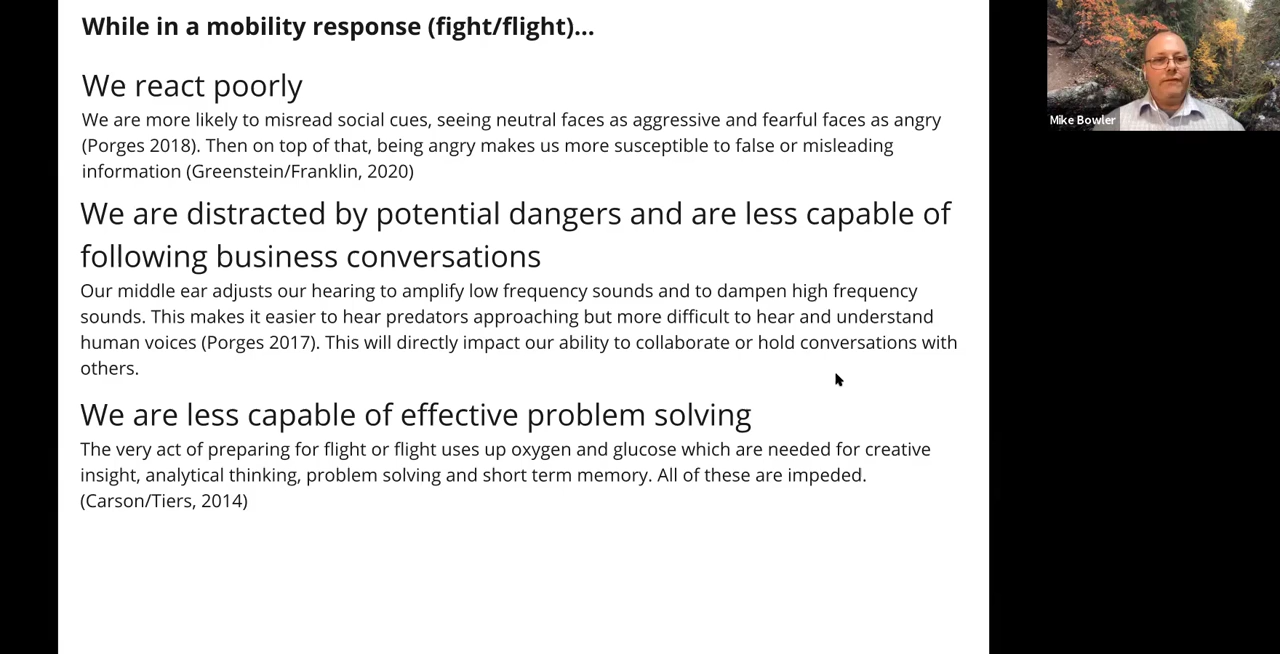 While in a mobility response (fight/flight)...
We react poorly
We are more likely to misread social cues, seeing neutral faces as aggressive and fearful faces as angry
(Porges 2018). Then on top of that, being angry makes us more susceptible to false or misleading
information (Greenstein/Franklin, 2020)
We are distracted by potential dangers and are less capable of
following business conversations
Our middle ear adjusts our hearing to amplify low frequency sounds and to dampen high frequency
sounds. This makes it easier to hear predators approaching but more difficult to hear and understand
human voices (Porges 2017). This will directly impact our ability to collaborate or hold conversations with
others.
We are less capable of effective problem solving
The very act of preparing for flight or flight uses up oxygen and glucose which are needed for creative
insight, analytical thinking, problem solving and short term memory. All of these are impeded.
(Carson/Tiers, 2014)
Mike Bowler